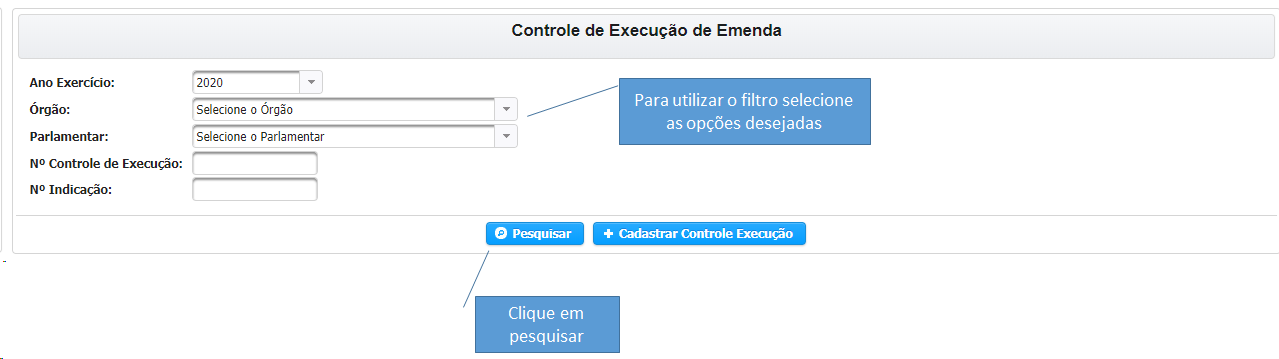 Controle de Execução de Emenda
Ano Exercício: 2020
Órgão: Selecione o Órgão
Parlamentar: Selecione o Parlamentar
Nº Controle de Execução:
Nº Indicação:
Para utilizar o filtro selecione
as opções desejadas
Pesquisar + Cadastrar Controle Execução
Clique em
pesquisar